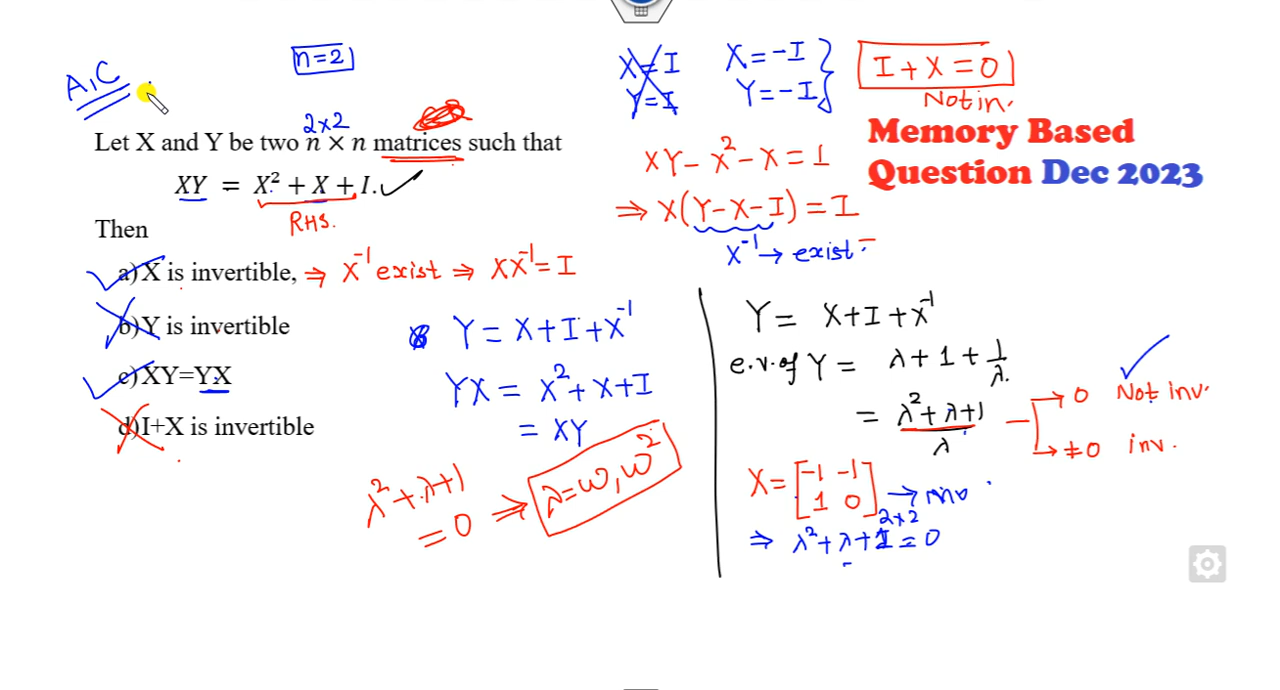 n=2
A,C
2×2
Let X and Y be two n × n matrices such that
XY = X² + X + I.
RHS.
Then
a)X is invertible, ⇒ X⁻¹ exist ⇒ XX⁻¹ = I
b)Y is invertible
c)XY=YX
d)I+X is invertible
Y = X+I+X⁻¹
YX = X²+X+I
= XY
λ²+λ+1
= 0 ⇒ λ=ω, ω²
X=I
Y=I
X=-I
Y=-I
I+X=0
Not in.
Memory Based
Question Dec 2023
XY-X²-X=1
⇒ X(Y-X-I)=I
X⁻¹→ exist
Y = X+I+X⁻¹
e.v. of Y = λ+1+1/λ.
= λ²+λ+1/λ
→ 0 Not inv.
→ ≠0 inv.
X= [-1 -1
1 0] → inv.
2×2
⇒ λ²+λ+1=0